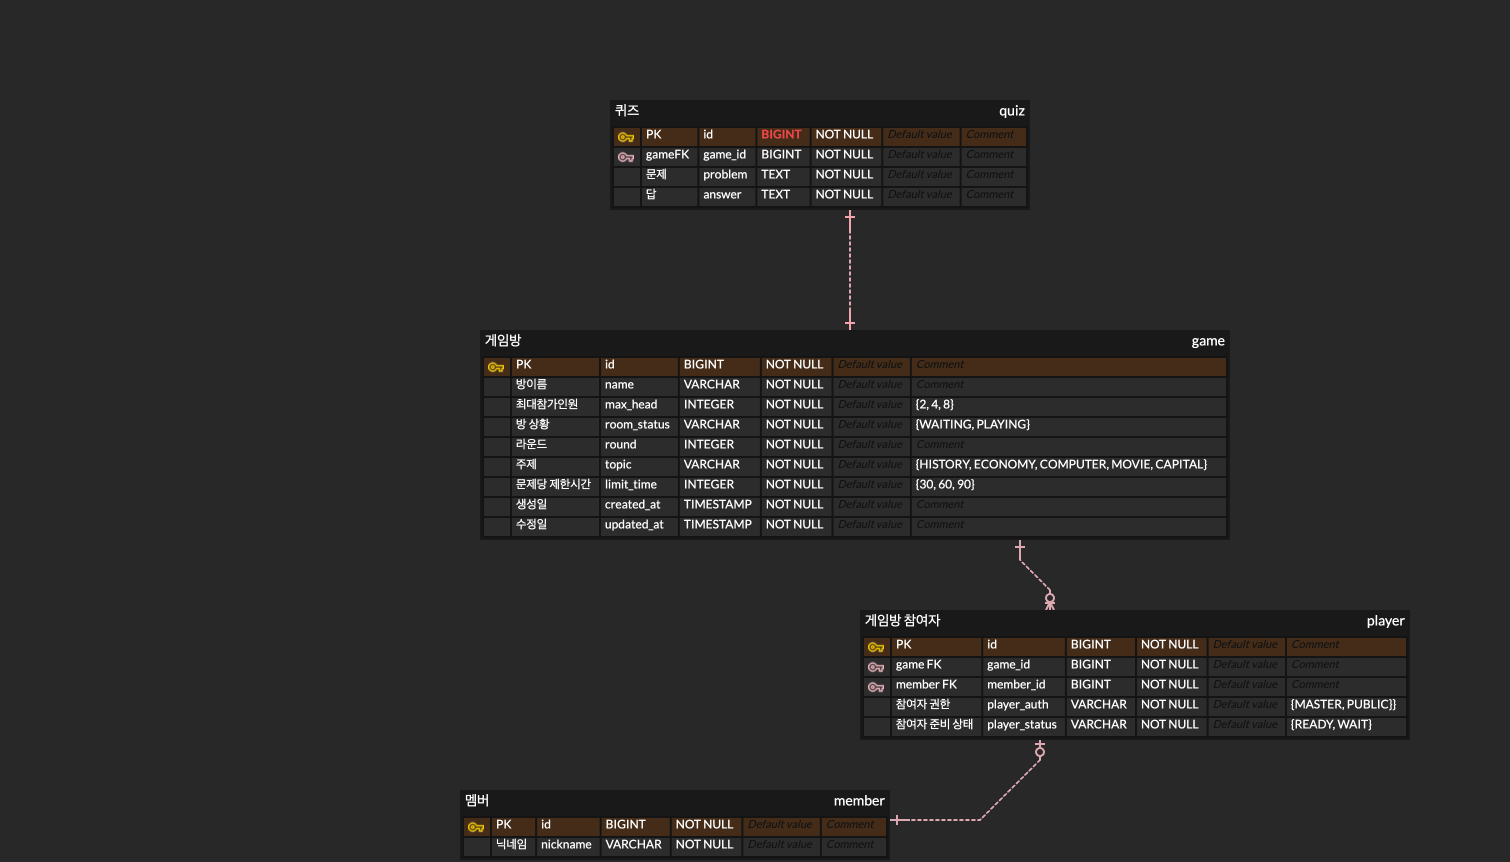 퀴즈 quiz
PK id BIGINT NOT NULL Default value Comment
gameFK game_id BIGINT NOT NULL Default value Comment
문제 problem TEXT NOT NULL Default value Comment
답 answer TEXT NOT NULL Default value Comment
게임방 game
PK id BIGINT NOT NULL Default value Comment
방이름 name VARCHAR NOT NULL Default value Comment
최대참가인원 max_head INTEGER NOT NULL Default value {2, 4, 8}
방 상황 room_status VARCHAR NOT NULL Default value {WAITING, PLAYING}
라운드 round INTEGER NOT NULL Default value Comment
주제 topic VARCHAR NOT NULL Default value {HISTORY, ECONOMY, COMPUTER, MOVIE, CAPITAL}
문제당 제한시간 limit_time INTEGER NOT NULL Default value {30, 60, 90}
생성일 created_at TIMESTAMP NOT NULL Default value Comment
수정일 updated_at TIMESTAMP NOT NULL Default value Comment
게임방 참여자 player
PK id BIGINT NOT NULL Default value Comment
game FK game_id BIGINT NOT NULL Default value Comment
member FK member_id BIGINT NOT NULL Default value Comment
참여자 권한 player_auth VARCHAR NOT NULL Default value {MASTER, PUBLIC}}
참여자 준비 상태 player_status VARCHAR NOT NULL Default value {READY, WAIT}
멤버 member
PK id BIGINT NOT NULL Default value Comment
닉네임 nickname VARCHAR NOT NULL Default value Comment